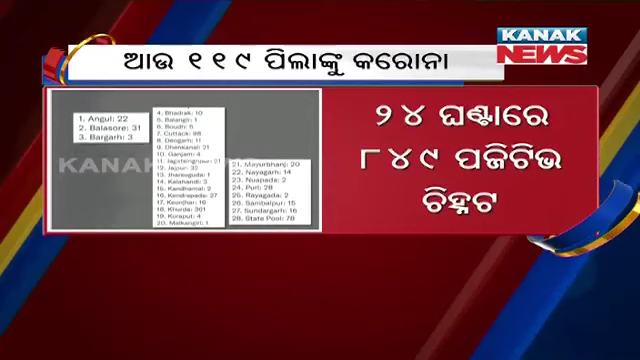 KANAK
NEWS
ଆଉ ୧୧୯ ପିଲାଙ୍କୁ କରୋନା
1. Angul: 22
2. Balasore: 31
3. Bargarh: 3
4. Bhadrak: 10
5. Balangir: 1
6. Boudh: 5
7. Cuttack: 98
8. Deogarh: 11
9. Dhenkanal: 21
10. Ganjam: 4
11. Jagatsinghpur: 21
12. Jajpur: 32
13. Jharsuguda: 1
14. Kalahandi: 3
15. Kandhamal: 2
16. Kendrapada: 27
17. Keonjhar: 16
18. Khurda: 361
19. Koraput: 4
20. Malkangiri: 1
21. Mayurbhanj: 20
22. Nayagarh: 14
23. Nuapada: 2
24. Puri: 28
25. Rayagada: 2
26. Sambalpur: 15
27. Sundargarh: 16
28. State Pool: 78
୨୪ ଘଣ୍ଟାରେ
୮୪୯ ପଜିଟିଭ
ଚିହ୍ନଟ